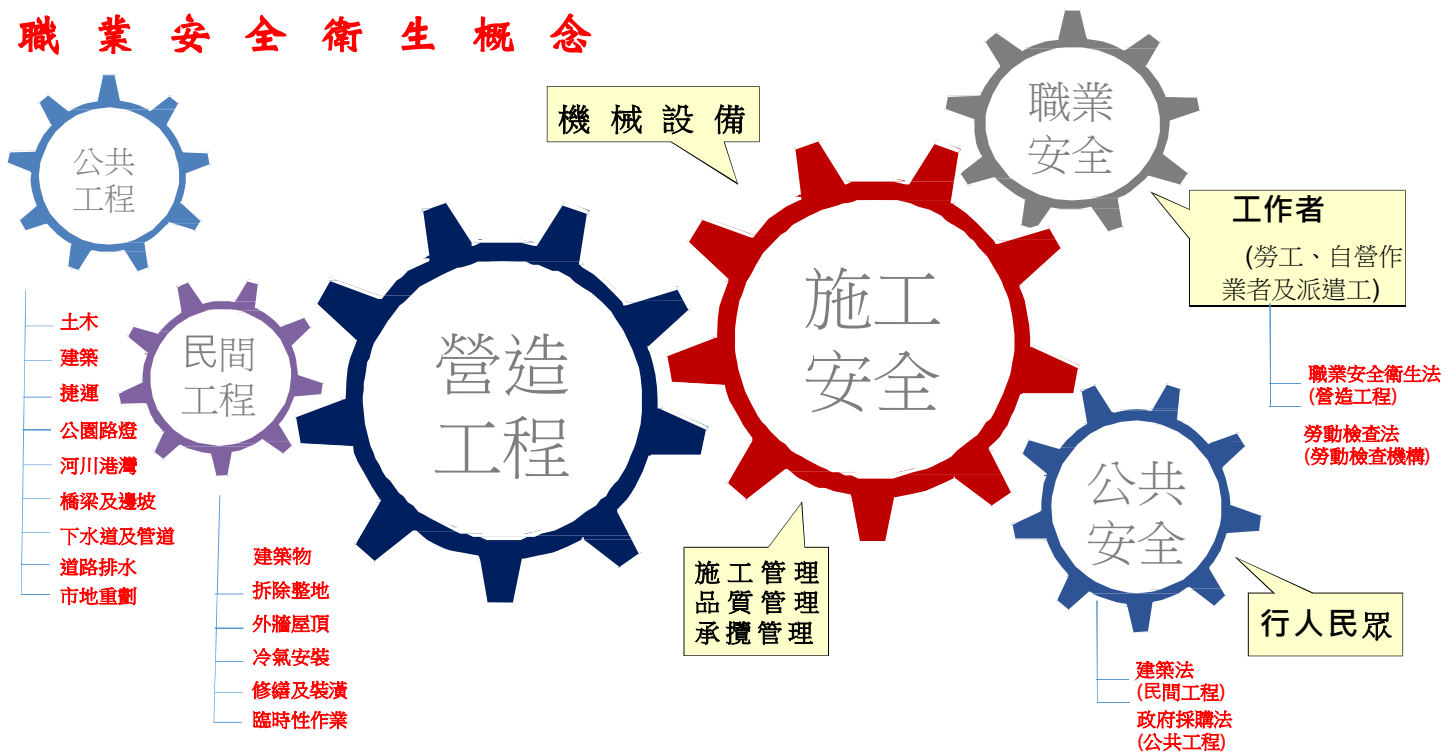 職業安全衛生概念
公共
工程
土木
建築
捷運
公園路燈
河川港灣
橋梁及邊坡
下水道及管道
道路排水
市地重劃
民間
工程
建築物
拆除整地
外牆屋頂
冷氣安裝
修繕及裝潢
臨時性作業
營造
工程
機械設備
施工
安全
施工管理
品質管理
承攬管理
職業
安全
工作者
(勞工、自營作
業者及派遣工)
職業安全衛生法
(營造工程)
勞動檢查法
(勞動檢查機構)
公共
安全
行人民眾
建築法
(民間工程)
政府採購法
(公共工程)